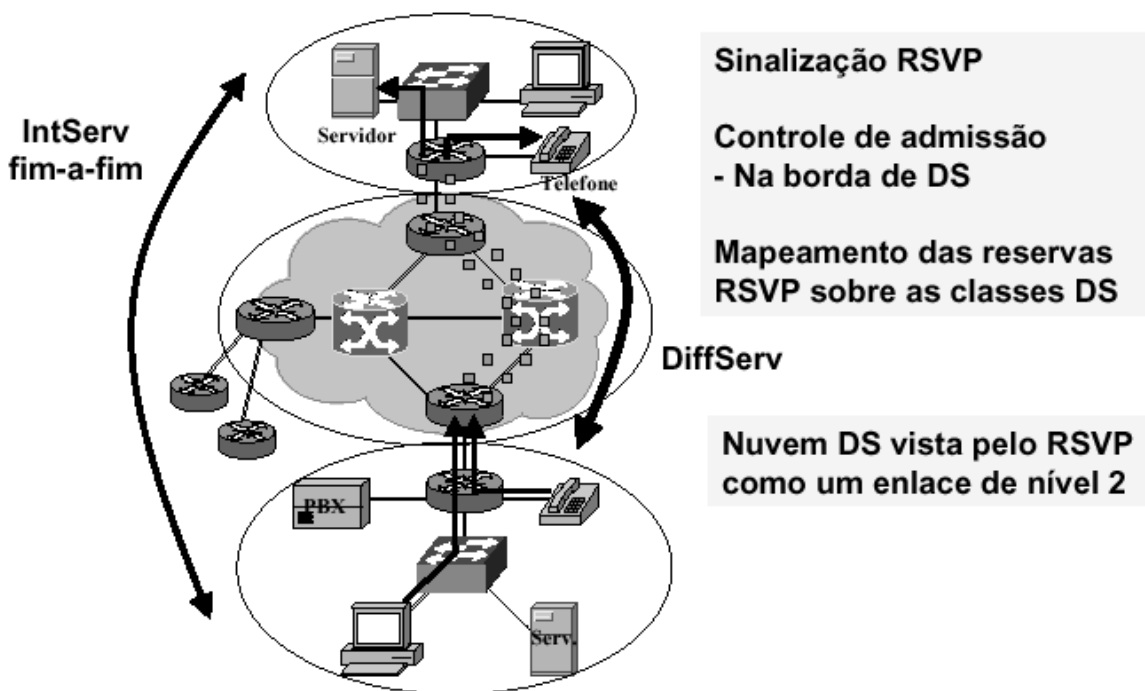 Sinalização RSVP
Controle de admissão
- Na borda de DS
Mapeamento das reservas
RSVP sobre as classes DS
IntServ
fim-a-fim
Servidor
Telefone
DiffServ
Nuvem DS vista pelo RSVP
como um enlace de nível 2
PBX
Serv.